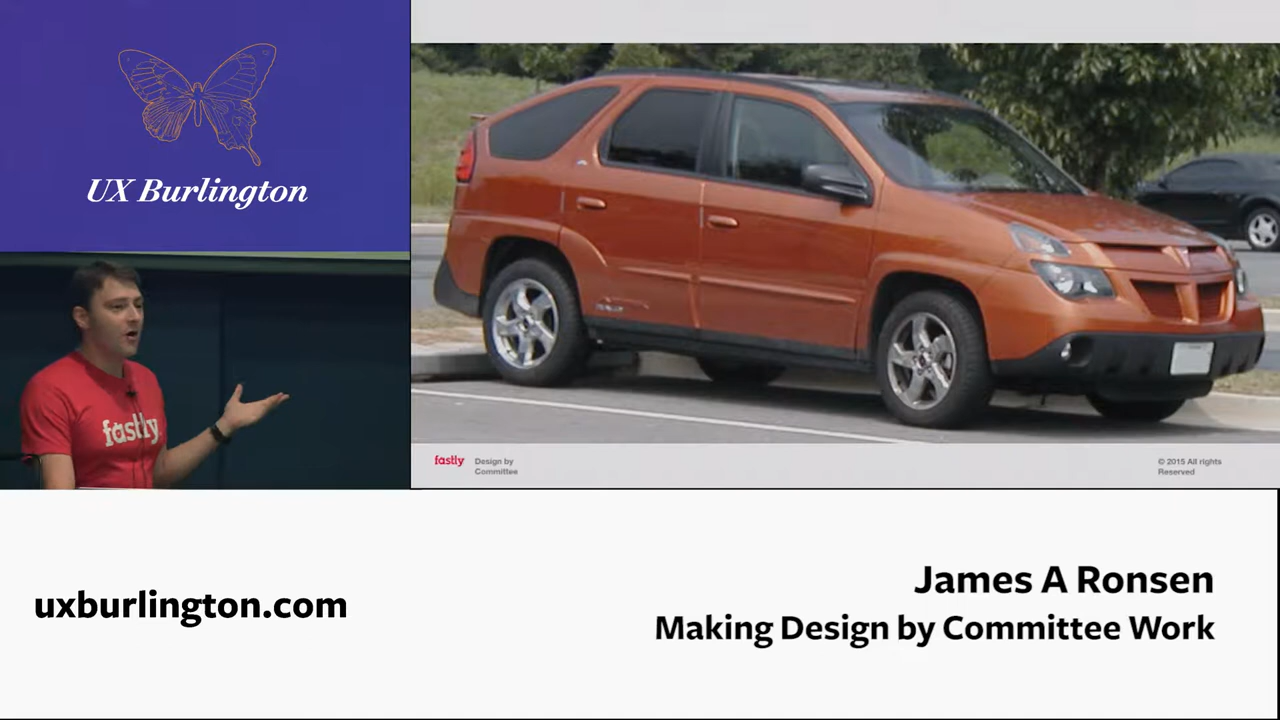 UX Burlington
fastly
fastly
Design by
Committee
© 2015 All rights
Reserved
uxburlington.com
James A Ronsen
Making Design by Committee Work